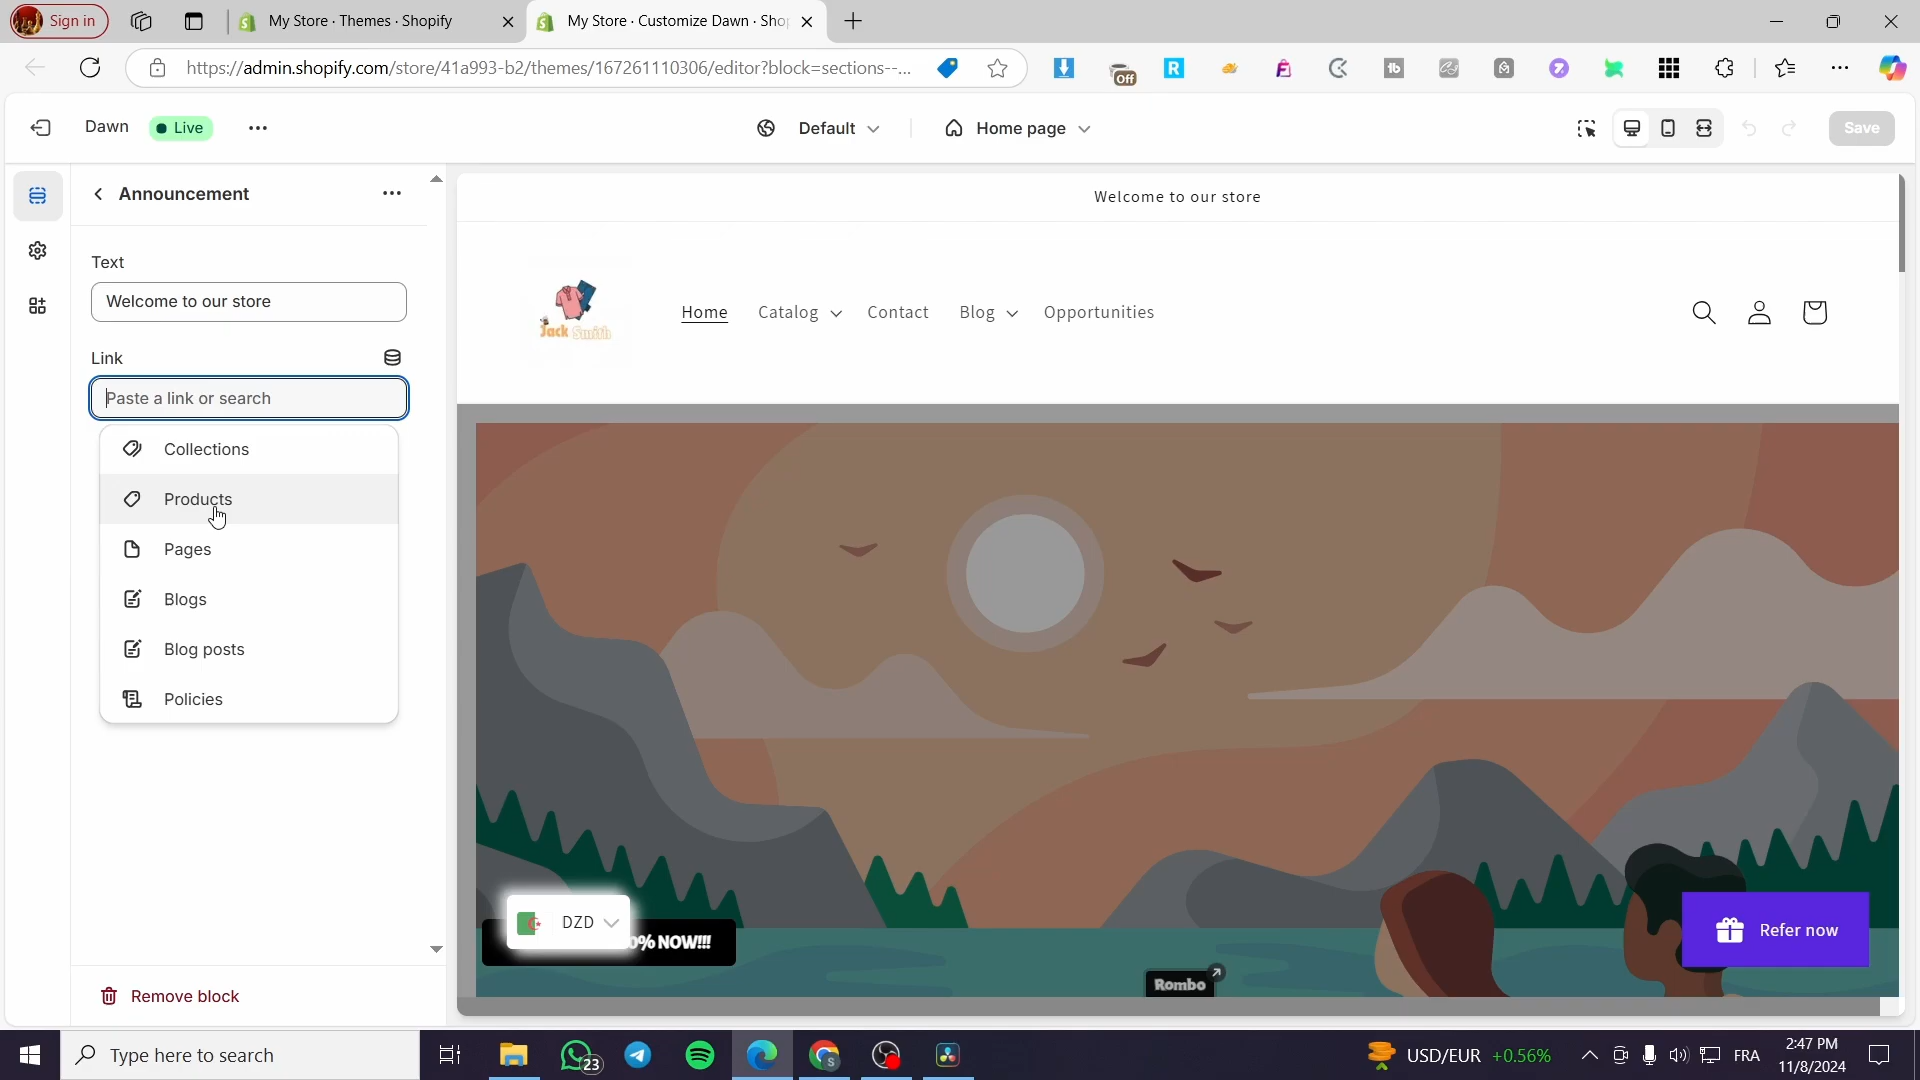 Sign in
My Store · Themes · Shopify
My Store · Customize Dawn · Sho
https://admin.shopify.com/store/41a993-b2/themes/167261110306/editor?block=sections--...
Off
Dawn
Live
Default
Home page
Save
Announcement
Text
Welcome to our store
Link
Paste a link or search
Collections
Products
Pages
Blogs
Blog posts
Policies
Remove block
Welcome to our store
Jack Smith
Home
Catalog
Contact
Blog
Opportunities
DZD
0% NOW!!!
Rombo
Refer now
Type here to search
23
USD/EUR +0.56%
FRA
2:47 PM
11/8/2024